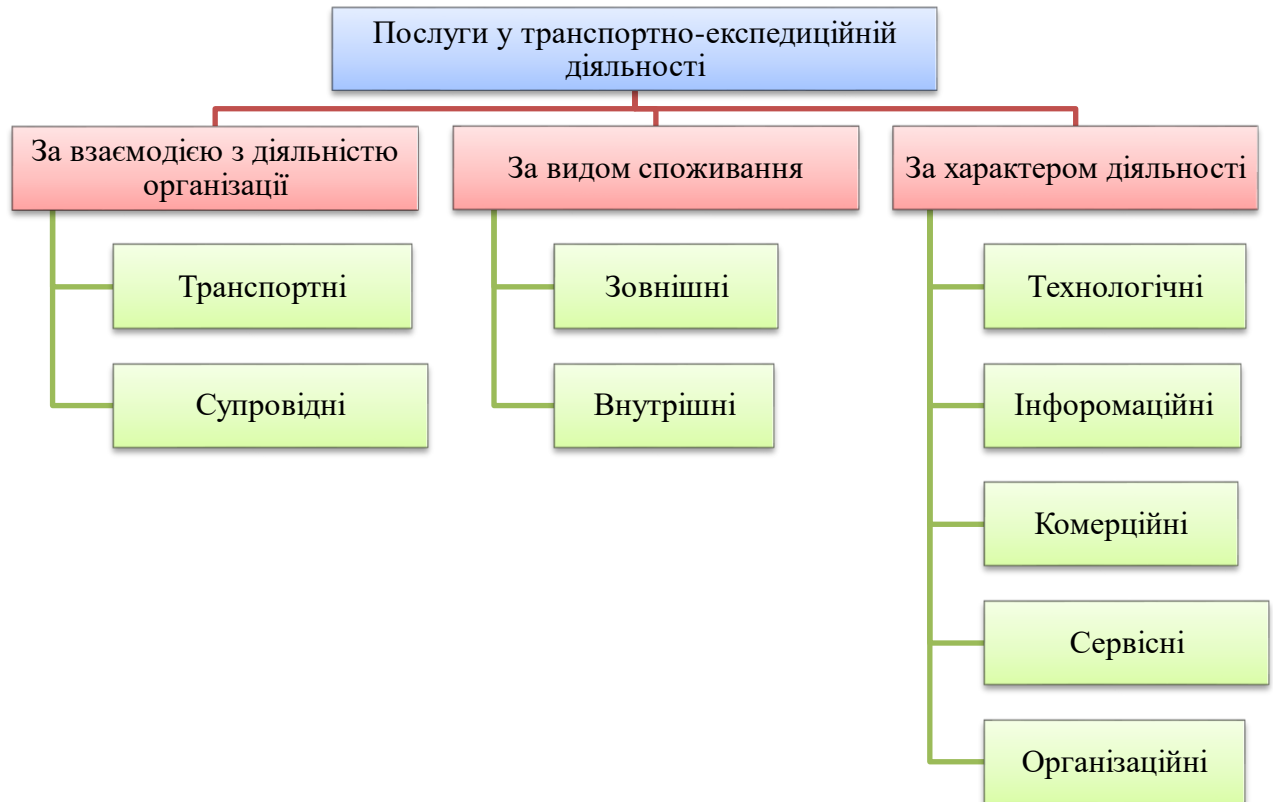 Послуги у транспортно-експедиційній
діяльності
За взаємодією з діяльністю
організації
Транспортні
Супровідні
За видом споживання
Зовнішні
Внутрішні
За характером діяльності
Технологічні
Інфоромаційні
Комерційні
Сервісні
Організаційні